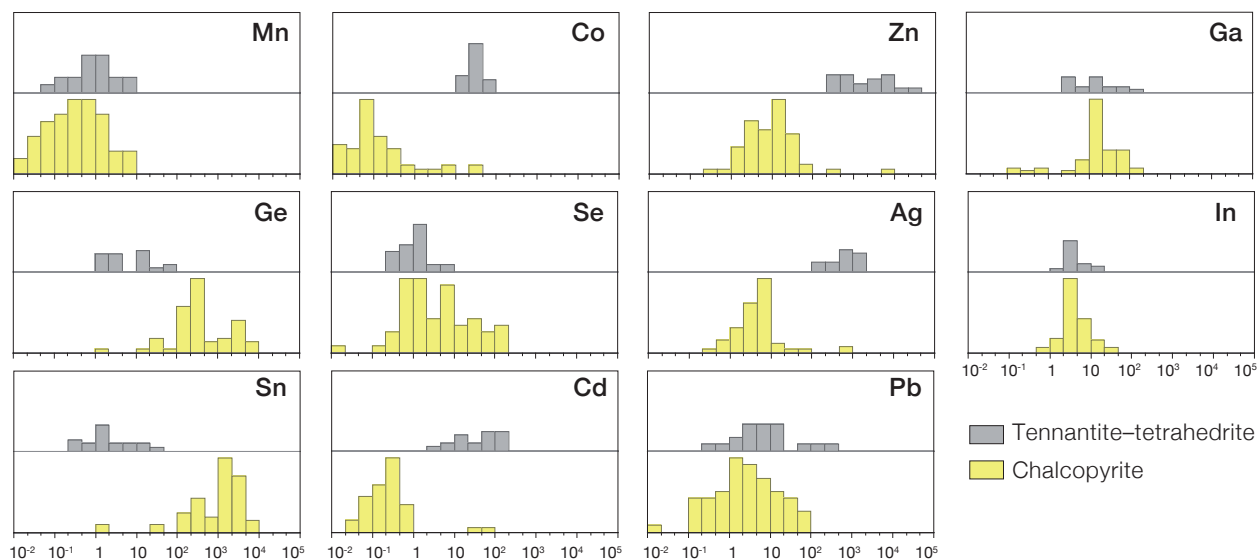 Mn
Co
Zn
Ga
Ge
Se
Ag
In
10⁻² 10⁻¹ 1 10 10² 10³ 10⁴ 10⁵
Sn
Cd
Pb
Tennantite–tetrahedrite
Chalcopyrite
10⁻² 10⁻¹ 1 10 10² 10³ 10⁴ 10⁵
10⁻² 10⁻¹ 1 10 10² 10³ 10⁴ 10⁵
10⁻² 10⁻¹ 1 10 10² 10³ 10⁴ 10⁵